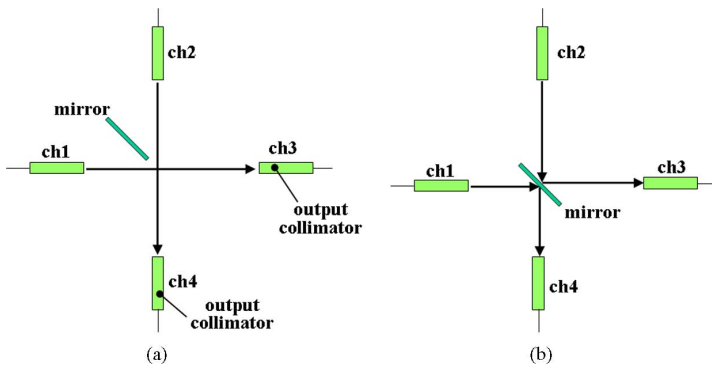 ch2
mirror
ch1
ch3
output
collimator
ch4
output
collimator
(a)
ch2
ch1
ch3
mirror
ch4
(b)